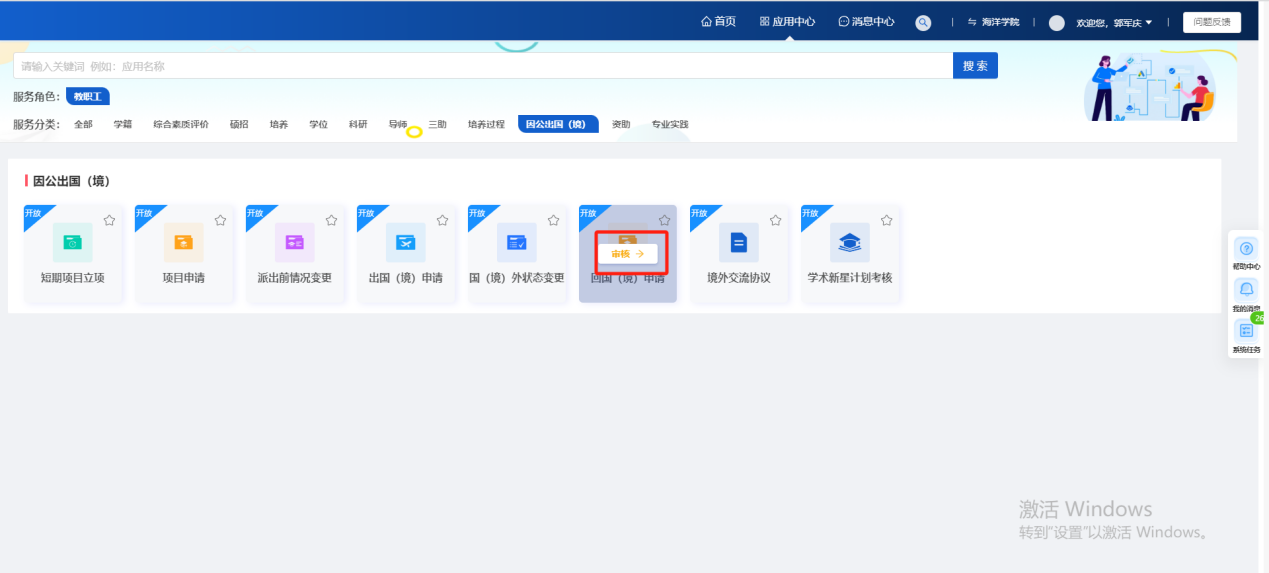 首页 应用中心 消息中心 海洋学院 欢迎您, 郭军庆 问题反馈
请输入关键词 例如: 应用名称 搜 索
服务角色: 教职工
服务分类: 全部 学籍 综合素质评价 硕招 培养 学位 科研 导师 三助 培养过程 因公出国（境） 资助 专业实践
因公出国（境）
开放 开放 开放 开放 开放 开放 开放 开放
审核
短期项目立项 项目申请 派出前情况变更 出国（境）申请 国（境）外状态变更 回国（境）申请 境外交流协议 学术新星计划考核
帮助中心
我的消息
26
系统任务
激活 Windows
转到"设置"以激活 Windows。